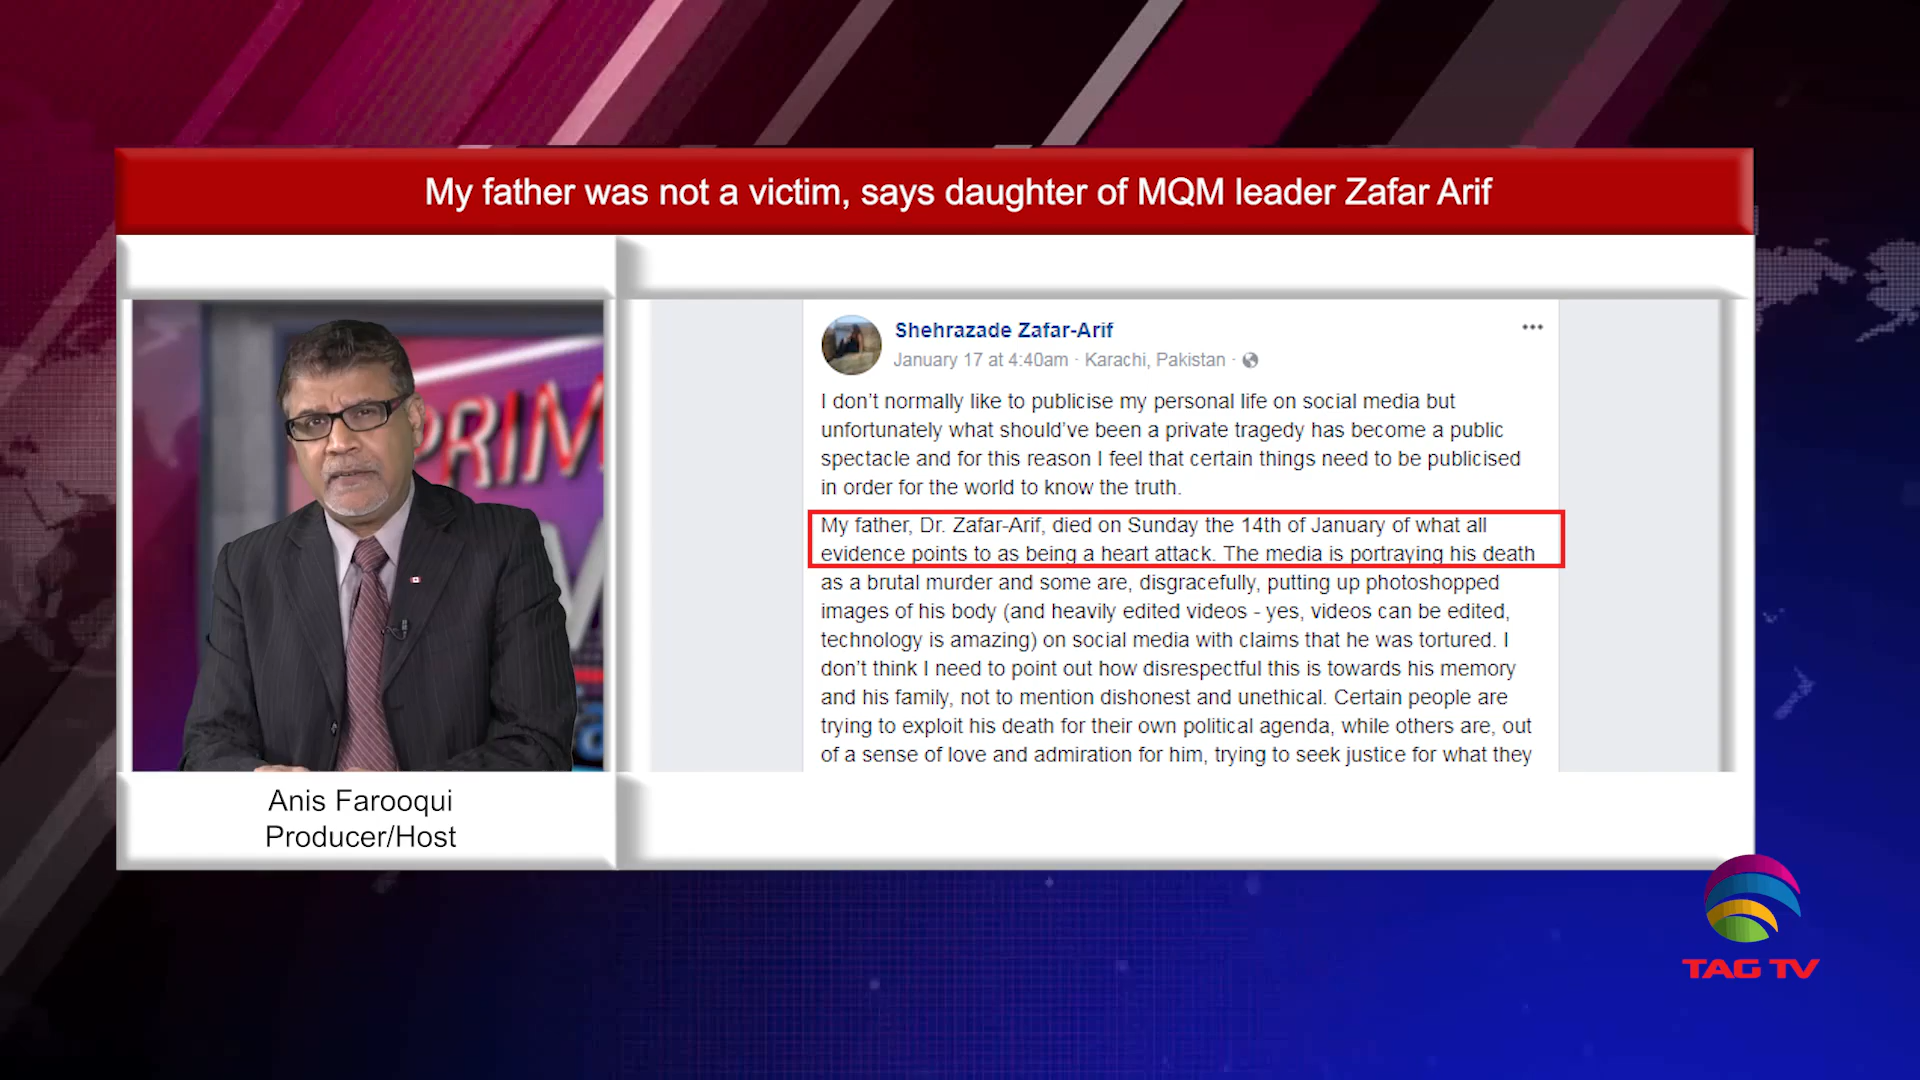 My father was not a victim, says daughter of MQM leader Zafar Arif
PRIM
Anis Farooqui
Producer/Host
Shehrazade Zafar-Arif
January 17 at 4:40am · Karachi, Pakistan ·
I don't normally like to publicise my personal life on social media but
unfortunately what should've been a private tragedy has become a public
spectacle and for this reason I feel that certain things need to be publicised
in order for the world to know the truth.
My father, Dr. Zafar-Arif, died on Sunday the 14th of January of what all
evidence points to as being a heart attack. The media is portraying his death
as a brutal murder and some are, disgracefully, putting up photoshopped
images of his body (and heavily edited videos - yes, videos can be edited,
technology is amazing) on social media with claims that he was tortured. I
don't think I need to point out how disrespectful this is towards his memory
and his family, not to mention dishonest and unethical. Certain people are
trying to exploit his death for their own political agenda, while others are, out
of a sense of love and admiration for him, trying to seek justice for what they
TAG TV